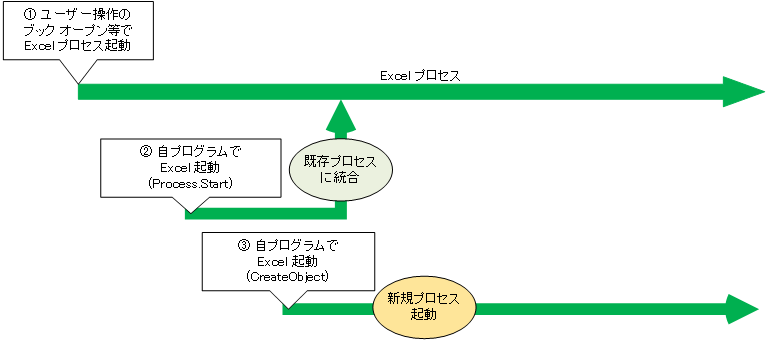 ① ユーザー操作の
ブック オープン等で
Excel プロセス起動
Excel プロセス
② 自プログラムで
Excel 起動
(Process.Start)
既存プロセス
に統合
③ 自プログラムで
Excel 起動
(CreateObject)
新規プロセス
起動